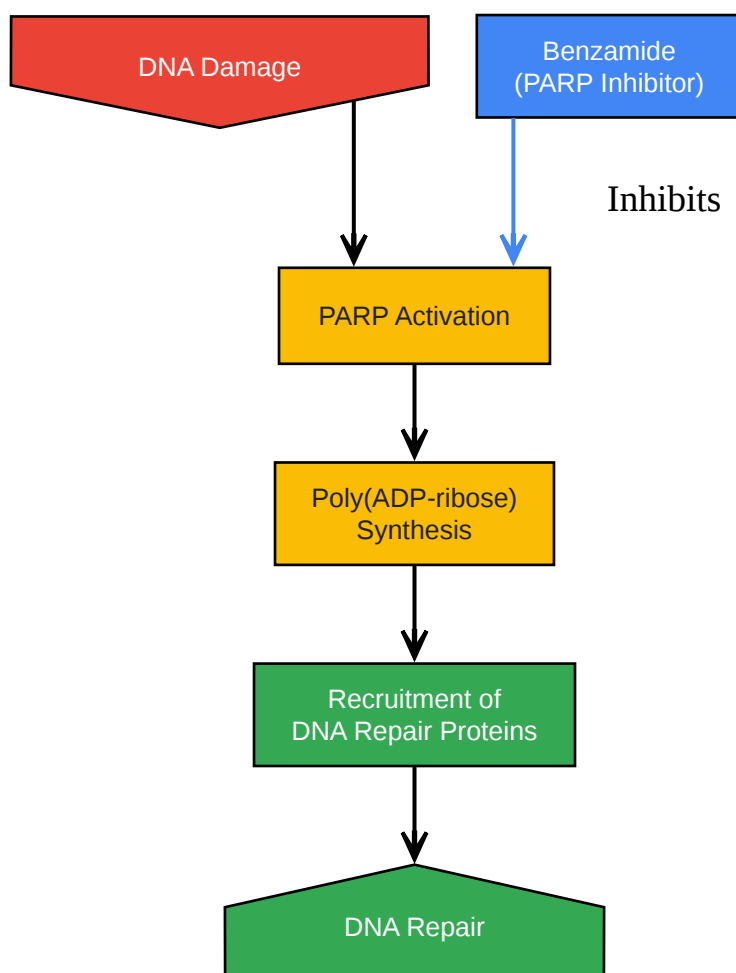 DNA Damage
Benzamide
(PARP Inhibitor)
Inhibits
PARP Activation
Poly(ADP-ribose)
Synthesis
Recruitment of
DNA Repair Proteins
DNA Repair